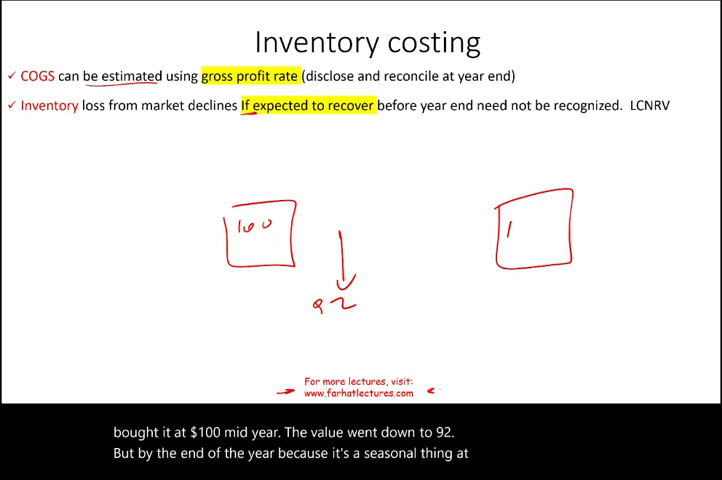 Inventory costing
✓ COGS can be estimated using gross profit rate (disclose and reconcile at year end)
✓ Inventory loss from market declines If expected to recover before year end need not be recognized. LCNRV
100
1
92
For more lectures, visit:
www.farhatlectures.com
bought it at $100 mid year. The value went down to 92.
But by the end of the year because it's a seasonal thing at